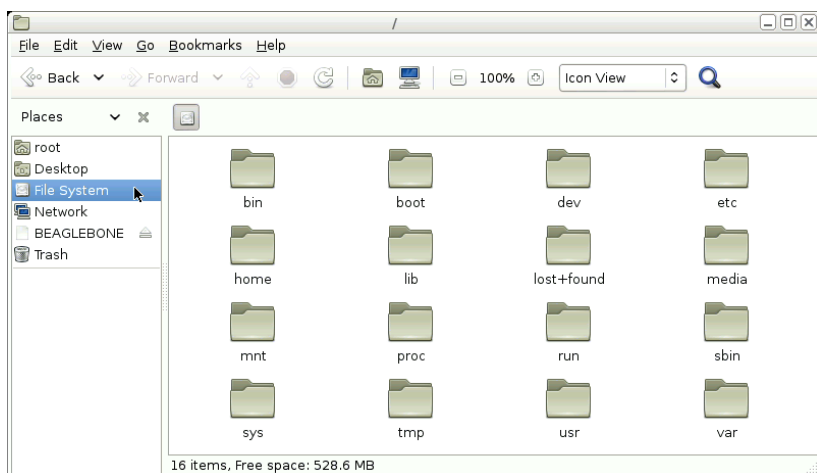 /
File Edit View Go Bookmarks Help
Back Forward 100% Icon View
Places
root
Desktop
File System
Network
BEAGLEBONE
Trash
bin boot dev etc
home lib lost+found media
mnt proc run sbin
sys tmp usr var
16 items, Free space: 528.6 MB